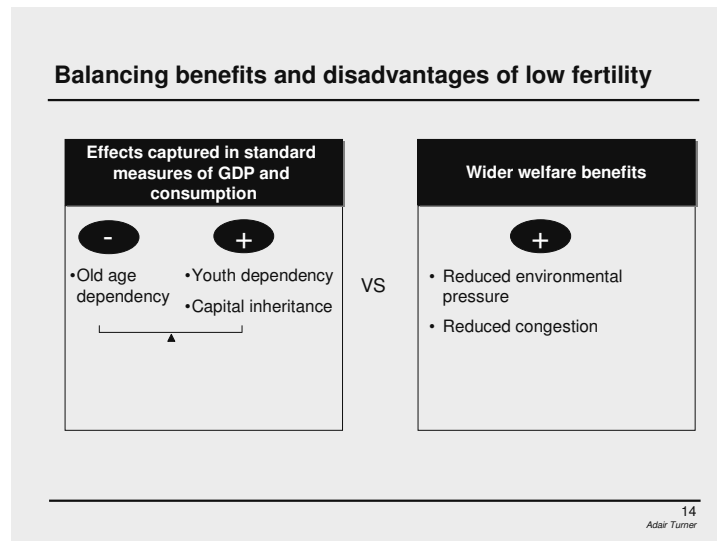 Balancing benefits and disadvantages of low fertility
Effects captured in standard
measures of GDP and
consumption
-
+
•Old age
dependency
•Youth dependency
•Capital inheritance
VS
Wider welfare benefits
+
• Reduced environmental
pressure
• Reduced congestion
14
Adair Turner